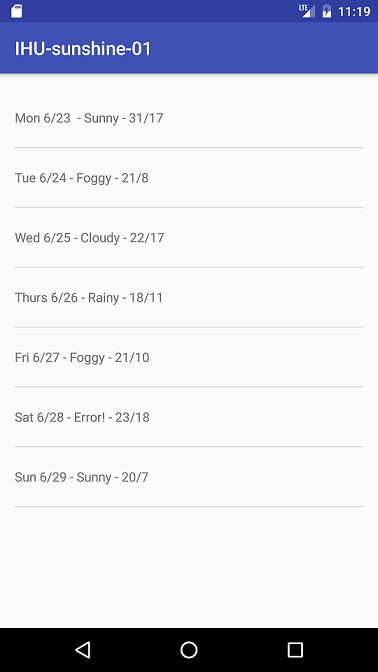 LTE 11:19
IHU-sunshine-01
Mon 6/23  - Sunny - 31/17
Tue 6/24 - Foggy - 21/8
Wed 6/25 - Cloudy - 22/17
Thurs 6/26 - Rainy - 18/11
Fri 6/27 - Foggy - 21/10
Sat 6/28 - Error! - 23/18
Sun 6/29 - Sunny - 20/7